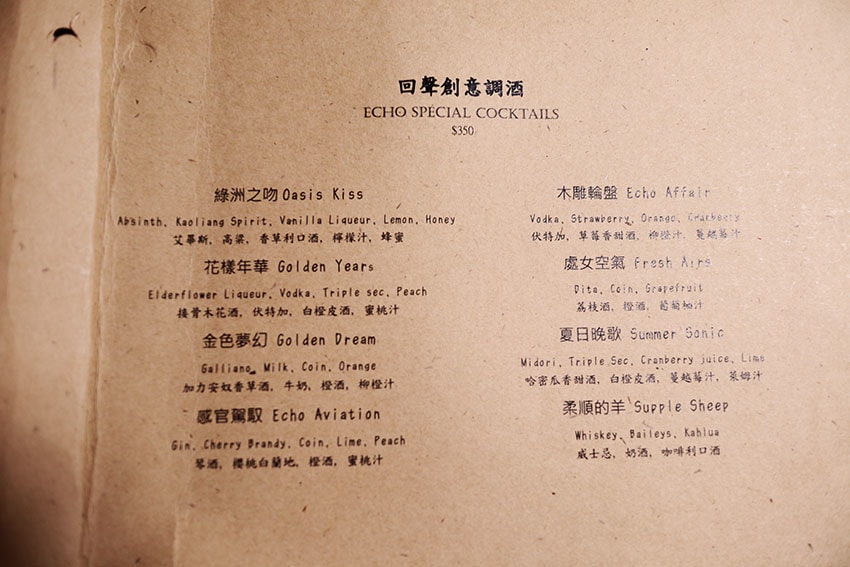 回聲創意調酒
ECHO SPECIAL COCKTAILS
$350
綠洲之吻 Oasis Kiss
Absinth, Kaoliang Spirit, Vanilla Liqueur, Lemon, Honey
艾畢斯, 高粱, 香草利口酒, 檸檬汁, 蜂蜜
花樣年華 Golden Years
Elderflower Liqueur, Vodka, Triple sec, Peach
接骨木花酒, 伏特加, 白橙皮酒, 蜜桃汁
金色夢幻 Golden Dream
Galliano, Milk, Coin, Orange
加力安奴香草酒, 牛奶, 橙酒, 柳橙汁
感官駕馭 Echo Aviation
Gin, Cherry Brandy, Coin, Lime, Peach
琴酒, 櫻桃白蘭地, 橙酒, 蜜桃汁
木雕輪盤 Echo Affair
Vodka, Strawberry, Orange, Cranberry
伏特加, 草莓香甜酒, 柳橙汁, 蔓越莓汁
處女空氣 Fresh Airs
Dita, Coin, Grapefruit
荔枝酒, 橙酒, 葡萄柚汁
夏日晚歌 Summer Sonic
Midori, Triple Sec, Cranberry juice, Lime
哈密瓜香甜酒, 白橙皮酒, 蔓越莓汁, 萊姆汁
柔順的羊 Supple Sheep
Whiskey, Baileys, Kahlua
威士忌, 奶酒, 咖啡利口酒